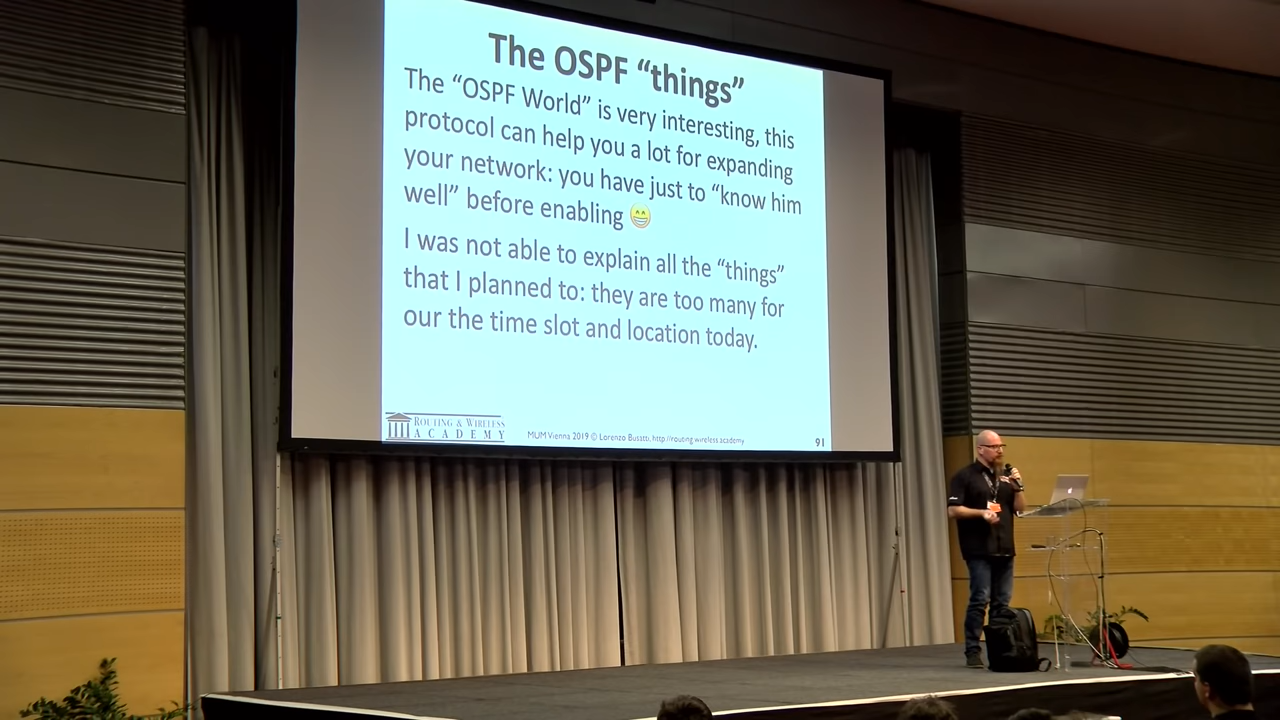 The OSPF “things”
The “OSPF World” is very interesting, this
protocol can help you a lot for expanding
your network: you have just to “know him
well” before enabling 😄
I was not able to explain all the “things”
that I planned to: they are too many for
our the time slot and location today.
ROUTING & WIRELESS
ACADEMY
MUM Vienna 2019 © Lorenzo Busatti, http://routing.wireless.academy
91